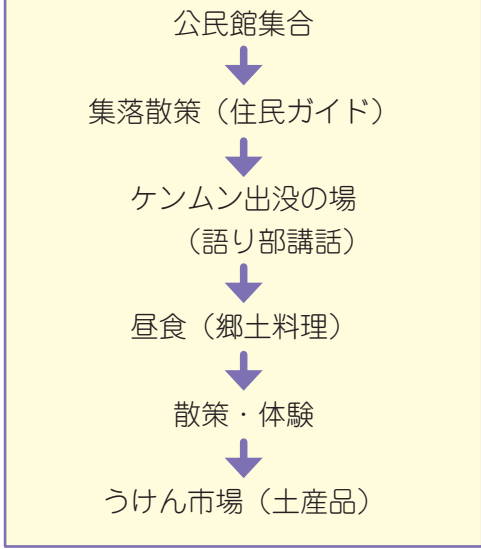 公民館集合
集落散策（住民ガイド）
ケンムン出没の場
（語り部講話）
昼食（郷土料理）
散策・体験
うけん市場（土産品）